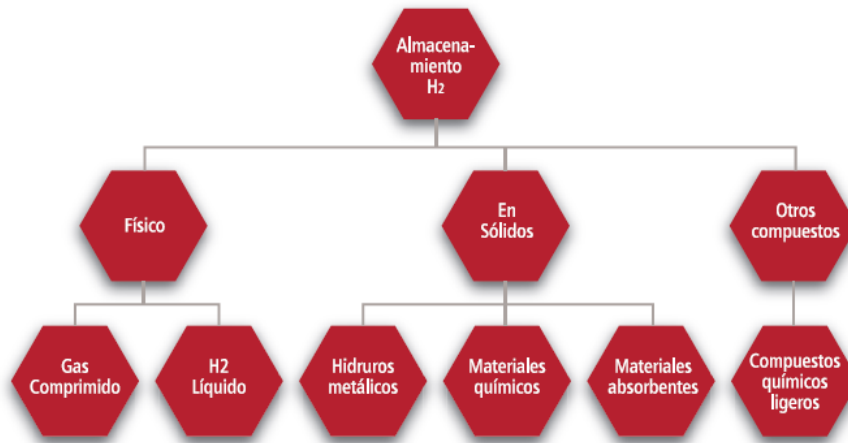 Almacena-
miento
H₂
Físico
En
Sólidos
Otros
compuestos
Gas
Comprimido
H2
Líquido
Hidruros
metálicos
Materiales
químicos
Materiales
absorbentes
Compuestos
químicos
ligeros